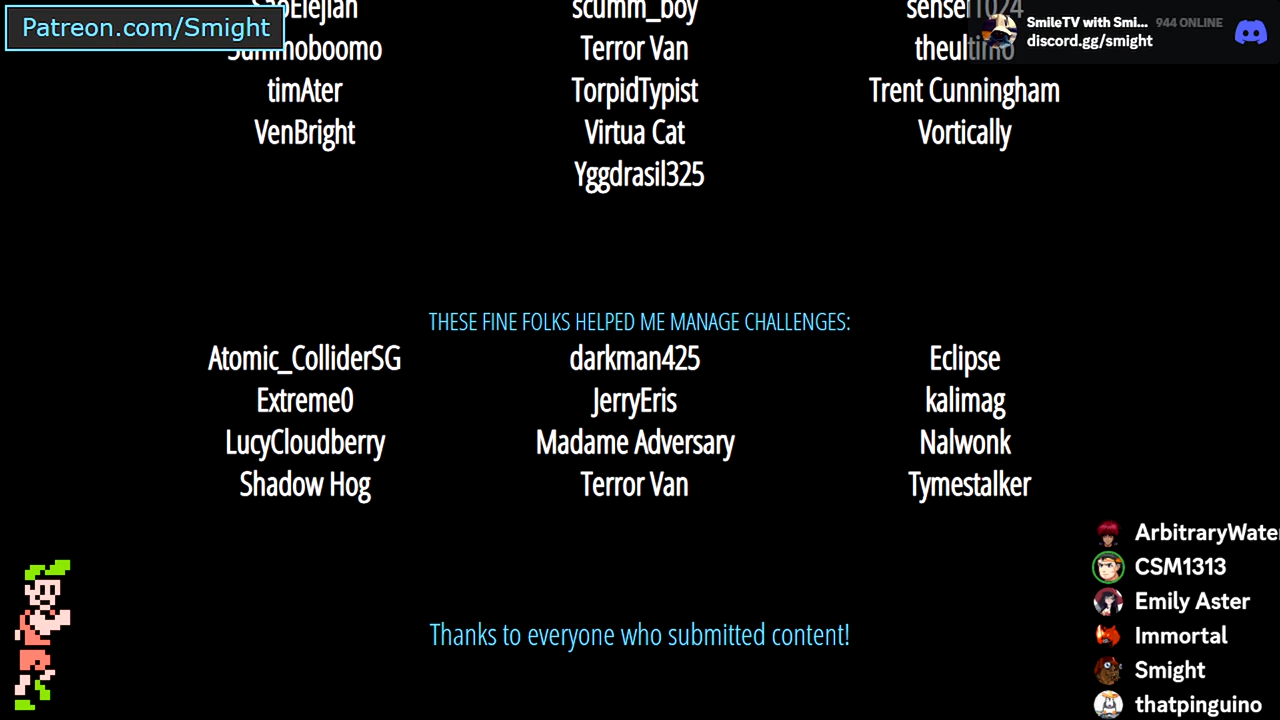 Patreon.com/Smight
SmileTV with Smi... 944 ONLINE
discord.gg/smight
scumm_boy
Terror Van
timAter TorpidTypist Trent Cunningham
VenBright Virtua Cat Vortically
Yggdrasil325
THESE FINE FOLKS HELPED ME MANAGE CHALLENGES:
Atomic_ColliderSG darkman425 Eclipse
Extreme0 JerryEris kalimag
LucyCloudberry Madame Adversary Nalwonk
Shadow Hog Terror Van Tymestalker
ArbitraryWater
CSM1313
Emily Aster
Thanks to everyone who submitted content!
Immortal
Smight
thatpinguino